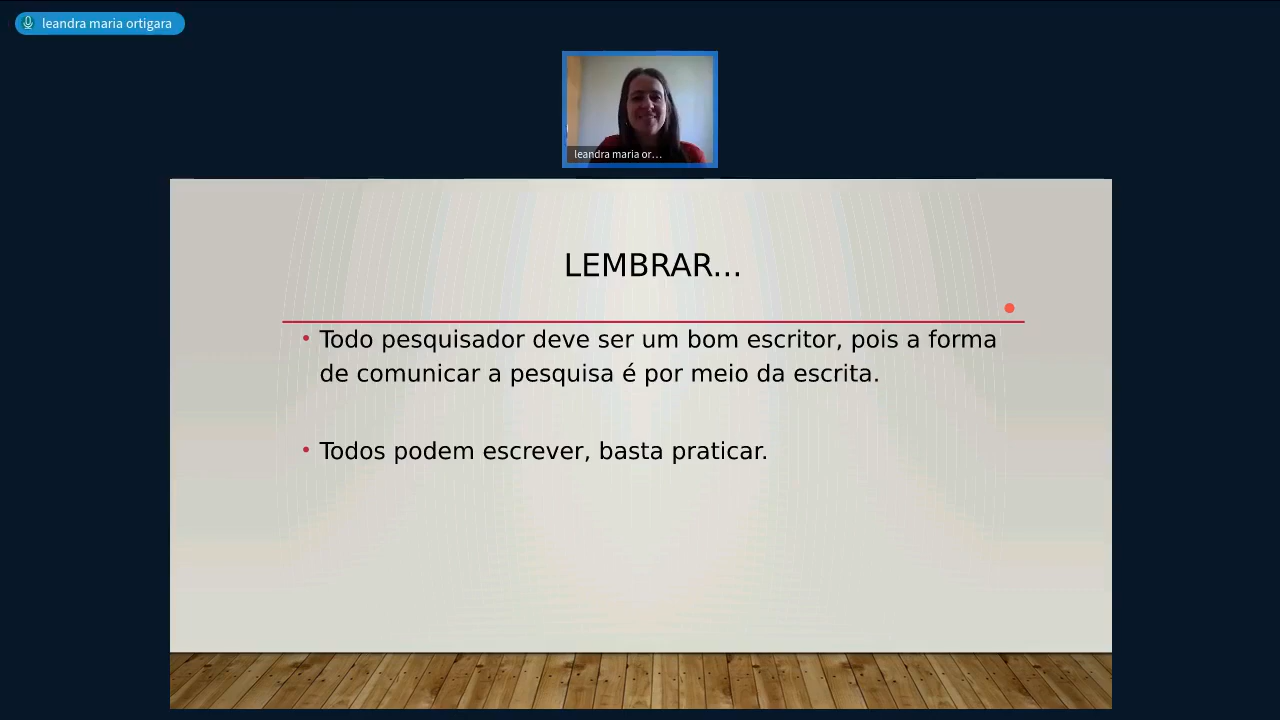 leandra maria ortigara
leandra maria or...
LEMBRAR...
• Todo pesquisador deve ser um bom escritor, pois a forma
de comunicar a pesquisa é por meio da escrita.
• Todos podem escrever, basta praticar.